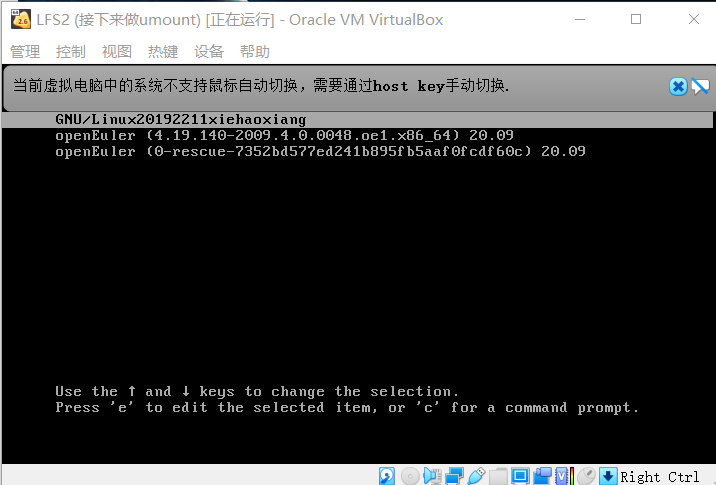 LFS2 (接下来做umount) [正在运行] - Oracle VM VirtualBox
管理 控制 视图 热键 设备 帮助
当前虚拟电脑中的系统不支持鼠标自动切换，需要通过host key手动切换.
GNU/Linux20192211xiehaoxiang
openEuler (4.19.140-2009.4.0.0048.oe1.x86_64) 20.09
openEuler (0-rescue-7352bd577ed241b895fb5aaf0fcdf60c) 20.09
Use the ↑ and ↓ keys to change the selection.
Press 'e' to edit the selected item, or 'c' for a command prompt.
Right Ctrl